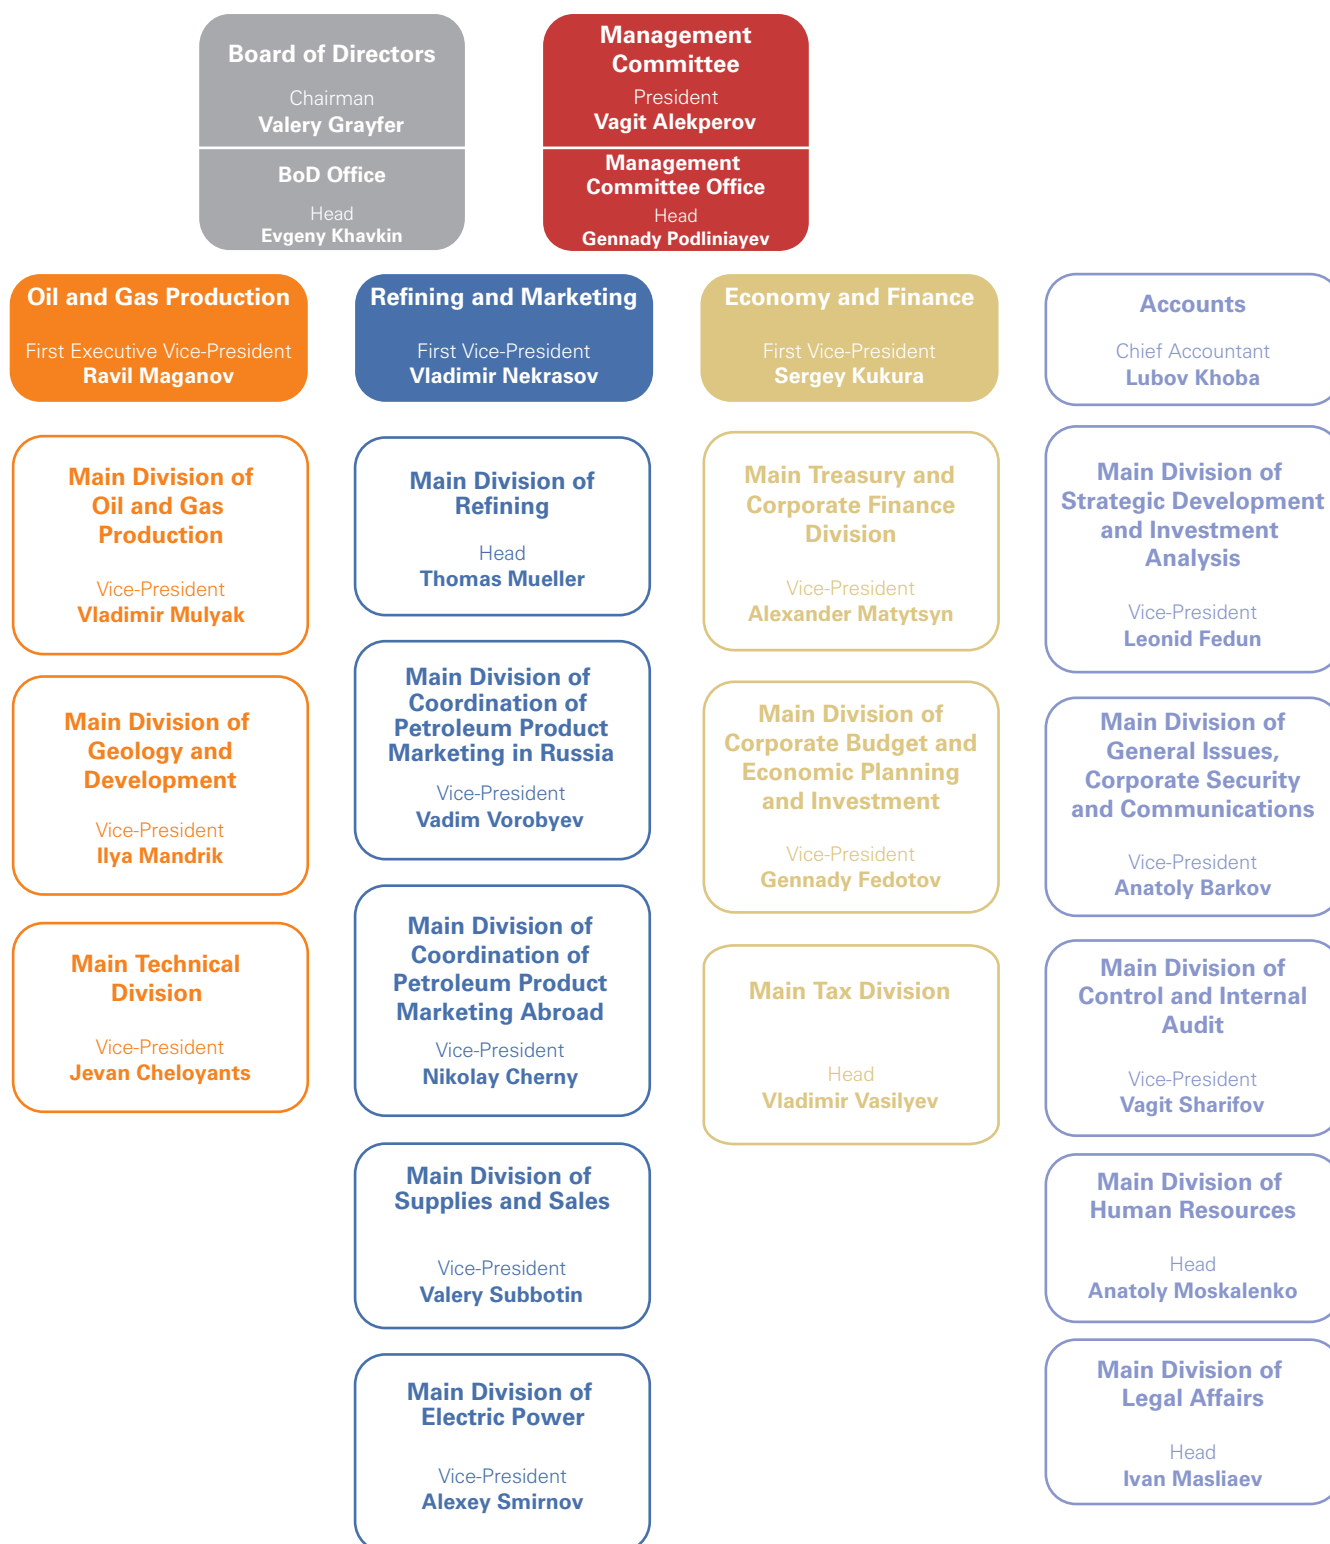 Board of Directors
Chairman
Valery Grayfer
BoD Office
Head
Evgeny Khavkin
Management
Committee
President
Vagit Alekperov
Management
Committee Office
Head
Gennady Podliniayev
Oil and Gas Production
First Executive Vice-President
Ravil Maganov
Main Division of
Oil and Gas
Production
Vice-President
Vladimir Mulyak
Main Division of
Geology and
Development
Vice-President
Ilya Mandrik
Main Technical
Division
Vice-President
Jevan Cheloyants
Refining and Marketing
First Vice-President
Vladimir Nekrasov
Main Division of
Refining
Head
Thomas Mueller
Main Division of
Coordination of
Petroleum Product
Marketing in Russia
Vice-President
Vadim Vorobyev
Main Division of
Coordination of
Petroleum Product
Marketing Abroad
Vice-President
Nikolay Cherny
Main Division of
Supplies and Sales
Vice-President
Valery Subbotin
Main Division of
Electric Power
Vice-President
Alexey Smirnov
Economy and Finance
First Vice-President
Sergey Kukura
Main Treasury and
Corporate Finance
Division
Vice-President
Alexander Matytsyn
Main Division of
Corporate Budget and
Economic Planning
and Investment
Vice-President
Gennady Fedotov
Main Tax Division
Head
Vladimir Vasilyev
Accounts
Chief Accountant
Lubov Khoba
Main Division of
Strategic Development
and Investment
Analysis
Vice-President
Leonid Fedun
Main Division of
General Issues,
Corporate Security
and Communications
Vice-President
Anatoly Barkov
Main Division of
Control and Internal
Audit
Vice-President
Vagit Sharifov
Main Division of
Human Resources
Head
Anatoly Moskalenko
Main Division of
Legal Affairs
Head
Ivan Masliaev